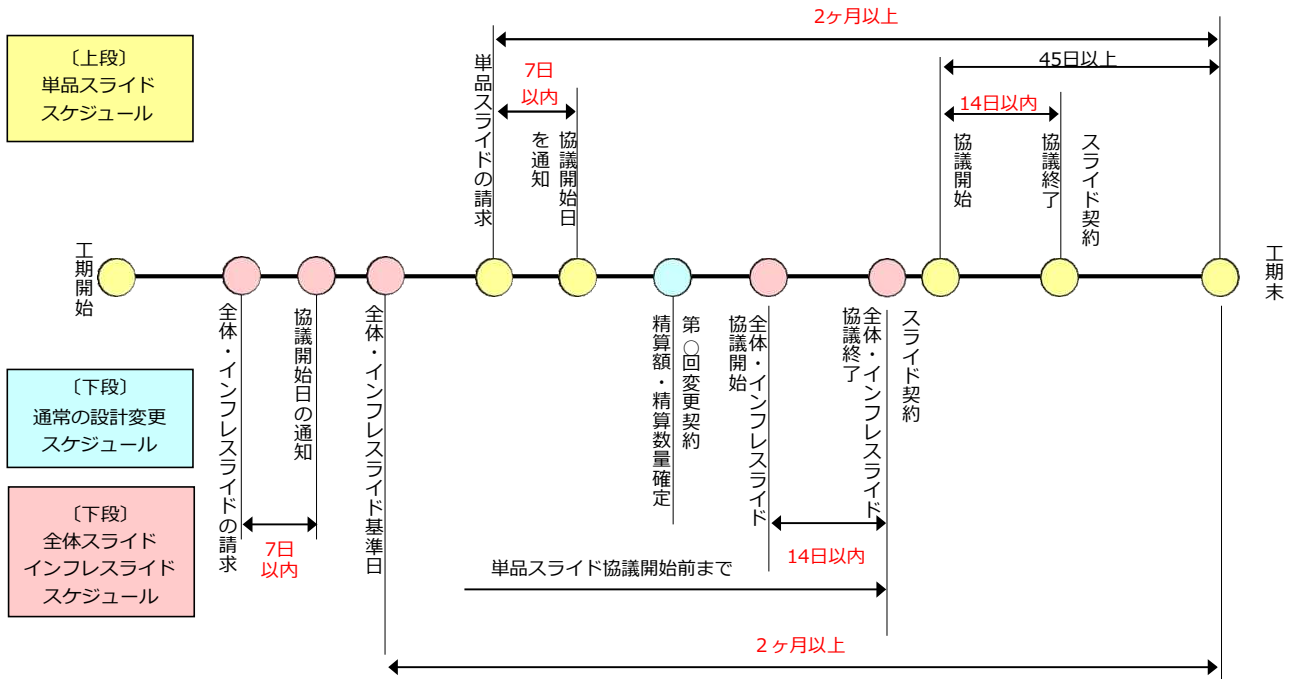 2ヶ月以上
〔上段〕
単品スライド
スケジュール
45日以上
7日
以内
14日以内
単品スライドの請求
協議開始日
を通知
協議開始
協議終了
スライド契約
工期開始
工期末
全体・インフレスライドの請求
協議開始日の通知
全体・インフレスライド基準日
第○回変更契約
精算額・精算数量確定
全体・インフレスライド
協議開始
スライド契約
全体・インフレスライド
協議終了
〔下段〕
通常の設計変更
スケジュール
〔下段〕
全体スライド
インフレスライド
スケジュール
7日
以内
14日以内
単品スライド協議開始前まで
2ヶ月以上